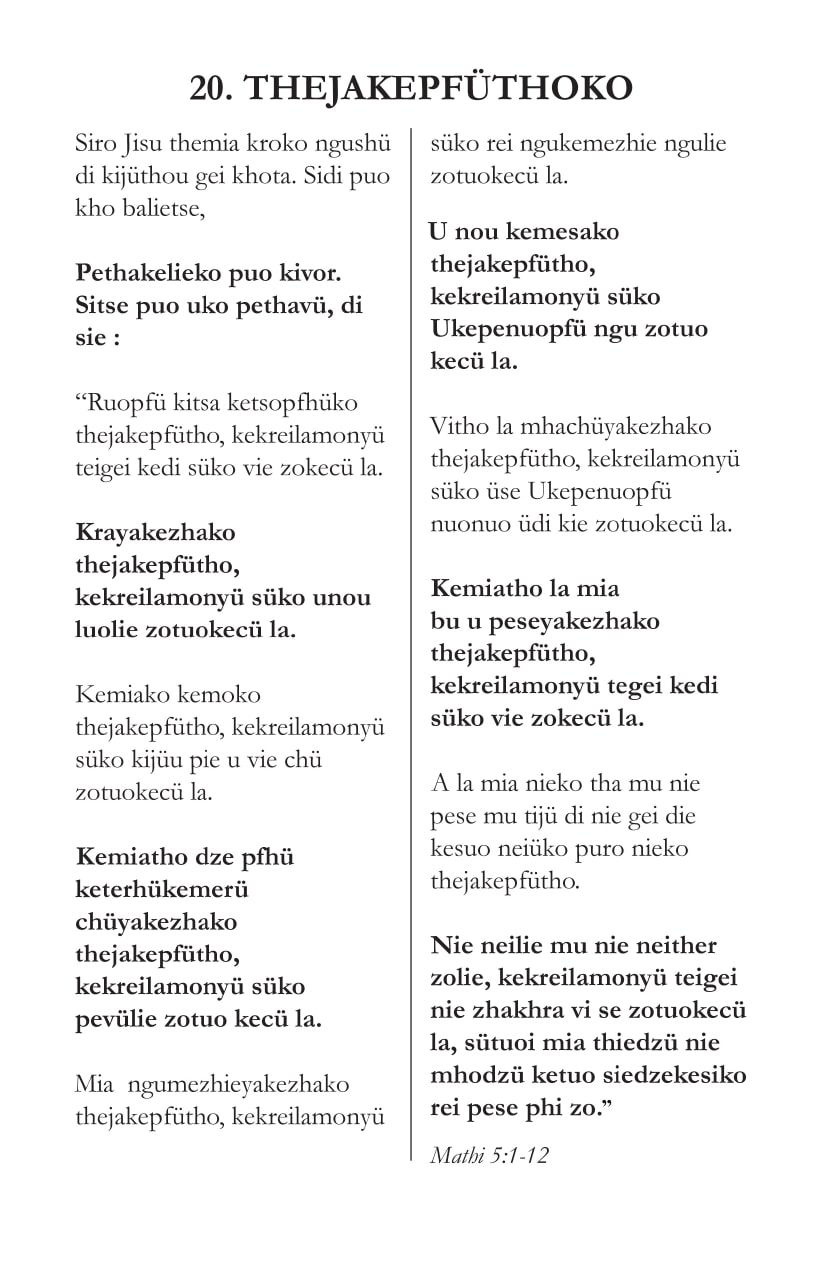 20. THEJAKEPFÜTHOKO
Siro Jisu themia kroko ngushü
di kijüthou gei khota. Sidi puo
kho balietse,
Pethakelieko puo kivor.
Sitse puo uko pethavü, di
sie :
“Ruopfü kitsa ketsopfhüko
thejakepfütho, kekreilamonyü
teigei kedi süko vie zokecü la.
Krayakezhako
thejakepfütho,
kekreilamonyü süko unou
luolie zotuokecü la.
Kemiako kemoko
thejakepfütho, kekreilamonyü
süko kijüu pie u vie chü
zotuokecü la.
Kemiatho dze pfhü
keterhükemerü
chüyakezhako
thejakepfütho,
kekreilamonyü süko
pevülie zotuo kecü la.
Mia  ngumezhieyakezhako
thejakepfütho, kekreilamonyü
süko rei ngukemezhie ngulie
zotuokecü la.
U nou kemesako
thejakepfütho,
kekreilamonyü süko
Ukepenuopfü ngu zotuo
kecü la.
Vitho la mhachüyakezhako
thejakepfütho, kekreilamonyü
süko üse Ukepenuopfü
nuonuo üdi kie zotuokecü la.
Kemiatho la mia
bu u peseyakezhako
thejakepfütho,
kekreilamonyü tegei kedi
süko vie zokecü la.
A la mia nieko tha mu nie
pese mu tijü di nie gei die
kesuo neiüko puro nieko
thejakepfütho.
Nie neilie mu nie neither
zolie, kekreilamonyü teigei
nie zhakhra vi se zotuokecü
la, sütuoi mia thiedzü nie
mhodzü ketuo siedzekesiko
rei pese phi zo.”
Mathi 5:1-12